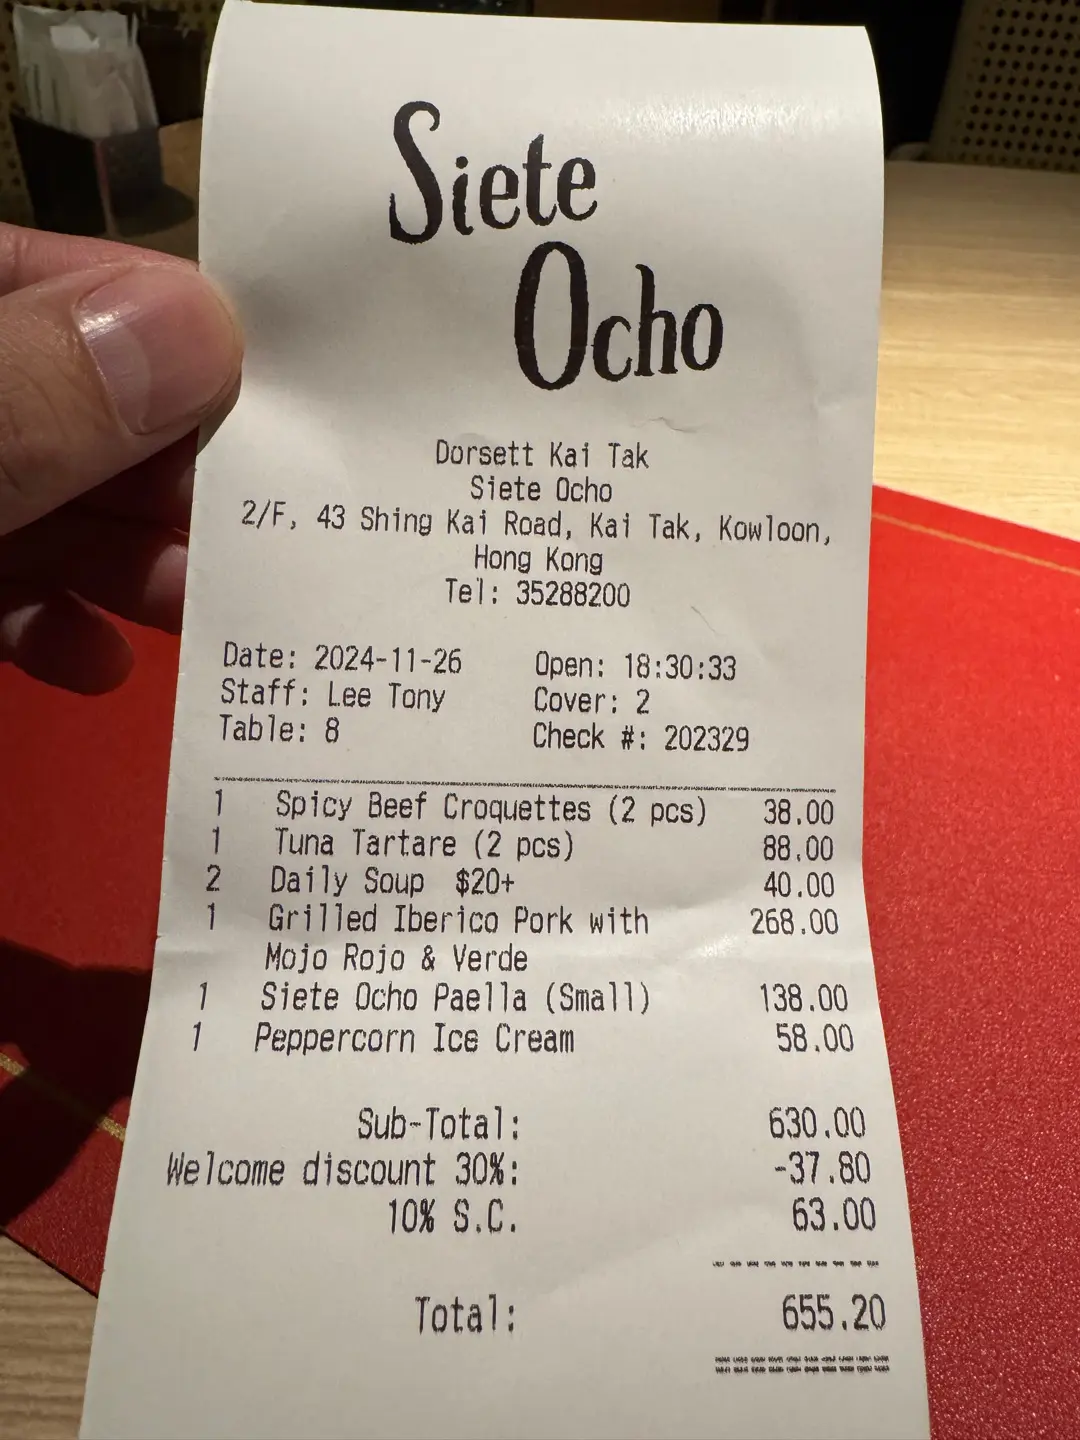 Siete
Ocho
Dorsett Kai Tak
Siete Ocho
2/F, 43 Shing Kai Road, Kai Tak, Kowloon,
Hong Kong
Tel: 35288200
Date: 2024-11-26 Open: 18:30:33
Staff: Lee Tony Cover: 2
Table: 8 Check #: 202329
1 Spicy Beef Croquettes (2 pcs) 38.00
1 Tuna Tartare (2 pcs) 88.00
2 Daily Soup $20+ 40.00
1 Grilled Iberico Pork with 268.00
Mojo Rojo & Verde
1 Siete Ocho Paella (Small) 138.00
1 Peppercorn Ice Cream 58.00
Sub-Total: 630.00
Welcome discount 30%: -37.80
10% S.C. 63.00
Total: 655.20